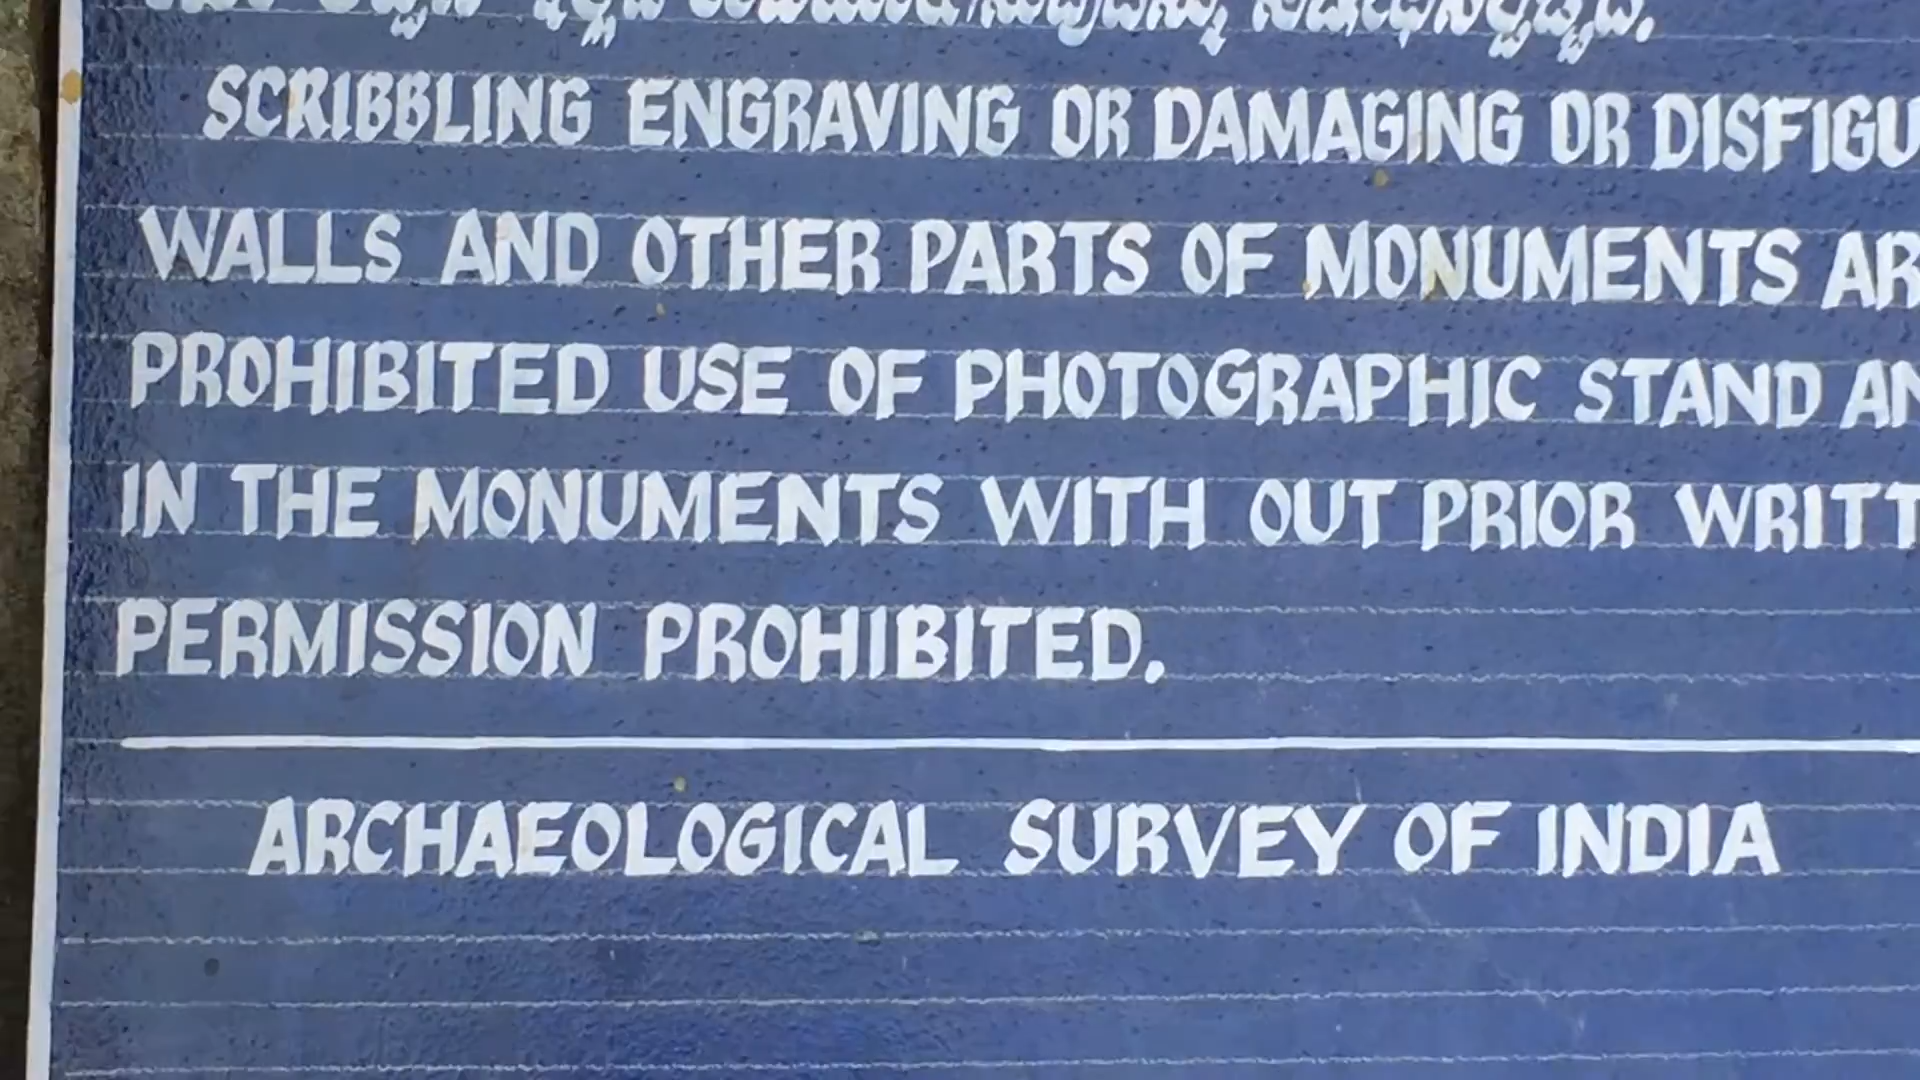 SCRIBBLING ENGRAVING OR DAMAGING OR DISFIGU
WALLS AND OTHER PARTS OF MONUMENTS AR
PROHIBITED USE OF PHOTOGRAPHIC STAND AN
IN THE MONUMENTS WITH OUT PRIOR WRITT
PERMISSION PROHIBITED.
ARCHAEOLOGICAL SURVEY OF INDIA